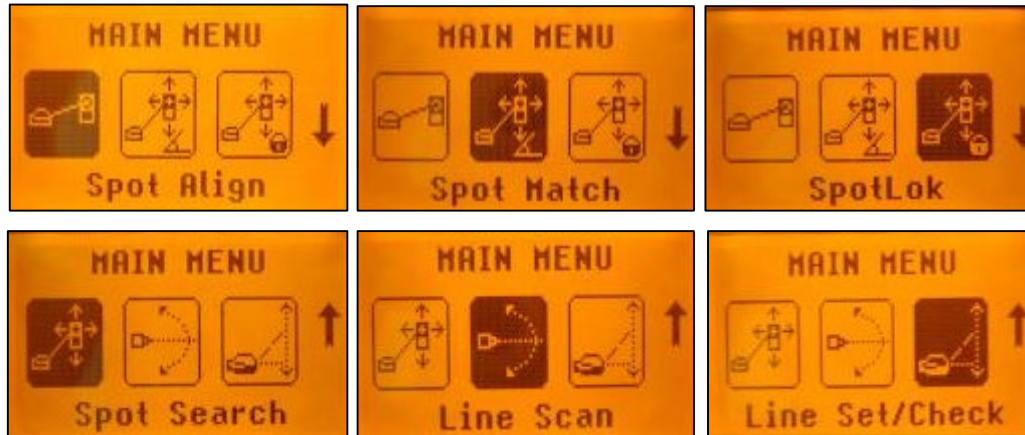 MAIN MENU
Spot Align
MAIN MENU
Spot Match
MAIN MENU
SpotLok
MAIN MENU
Spot Search
MAIN MENU
Line Scan
MAIN MENU
Line Set/Check